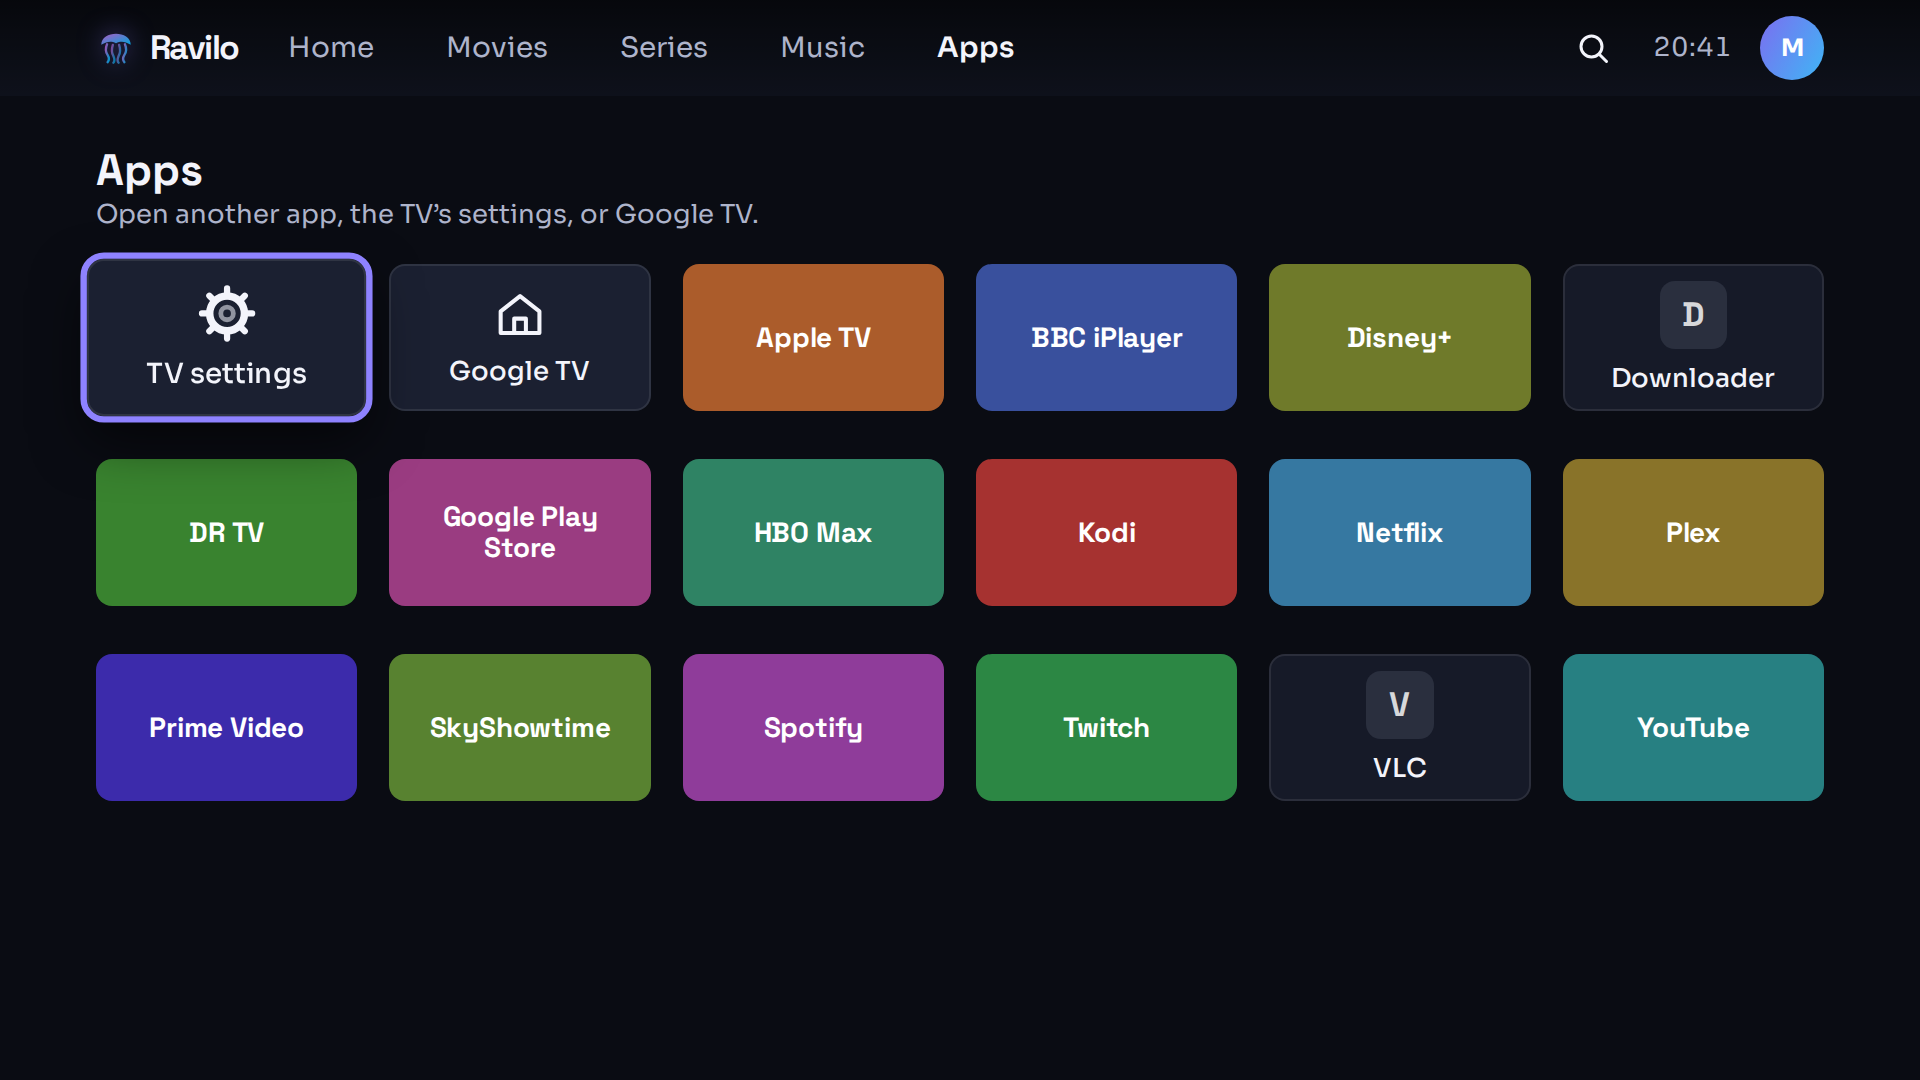 Ravilo
Home
Movies
Series
Music
Apps
20:41
M
Apps
Open another app, the TV’s settings, or Google TV.
TV settings
Google TV
Apple TV
BBC iPlayer
Disney+
D
Downloader
DR TV
Google Play
Store
HBO Max
Kodi
Netflix
Plex
Prime Video
SkyShowtime
Spotify
Twitch
V
VLC
YouTube